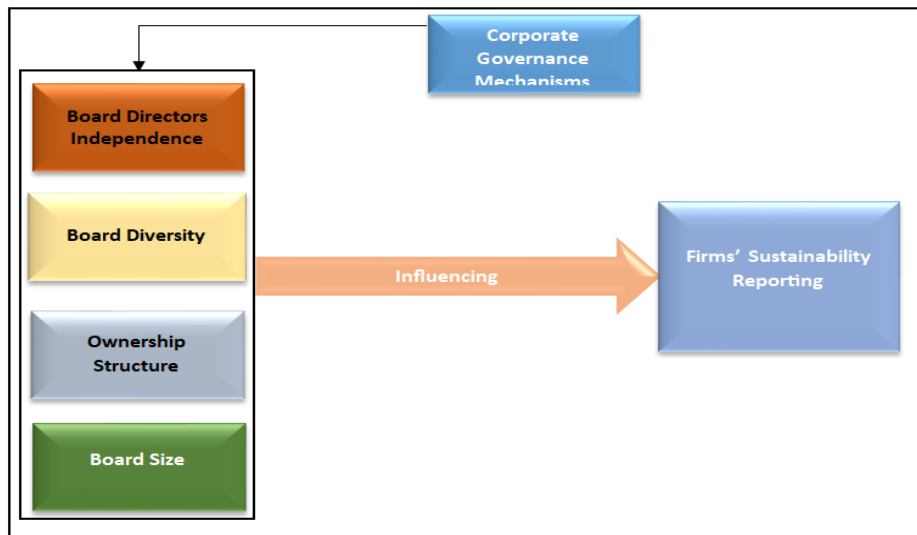 Corporate
Governance
Mechanisms
Board Directors
Independence
Board Diversity
Ownership
Structure
Board Size
Influencing
Firms’ Sustainability
Reporting